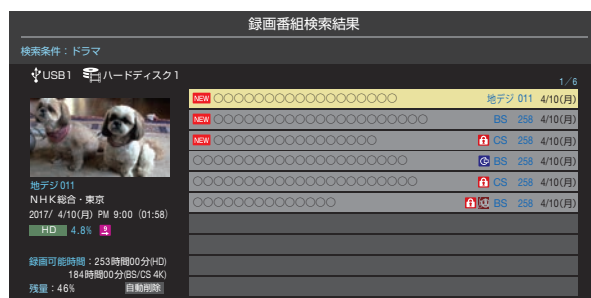 録画番組検索結果
検索条件：ドラマ
USB1 ハードディスク1
1/6
NEW 〇〇〇〇〇〇〇〇〇〇〇〇〇〇〇〇〇〇 地デジ 011 4/10(月)
NEW 〇〇〇〇〇〇〇〇〇〇〇〇〇〇〇〇〇〇〇〇〇 BS 258 4/10(月)
NEW 〇〇〇〇〇〇〇〇〇〇〇〇〇〇〇〇 CS 258 4/10(月)
〇〇〇〇〇〇〇〇〇〇〇〇〇〇〇〇〇〇〇〇〇 BS 258 4/10(月)
〇〇〇〇〇〇〇〇〇〇〇〇〇〇〇〇〇〇〇〇〇〇 CS 258 4/10(月)
〇〇〇〇〇〇〇〇〇〇〇〇〇〇 BS 258 4/10(月)
地デジ011
NHK総合・東京
2017/ 4/10(月) PM 9:00 (01:58)
HD 4.8%
録画可能時間：253時間00分(HD)
184時間00分(BS/CS 4K)
残量：46% 自動削除